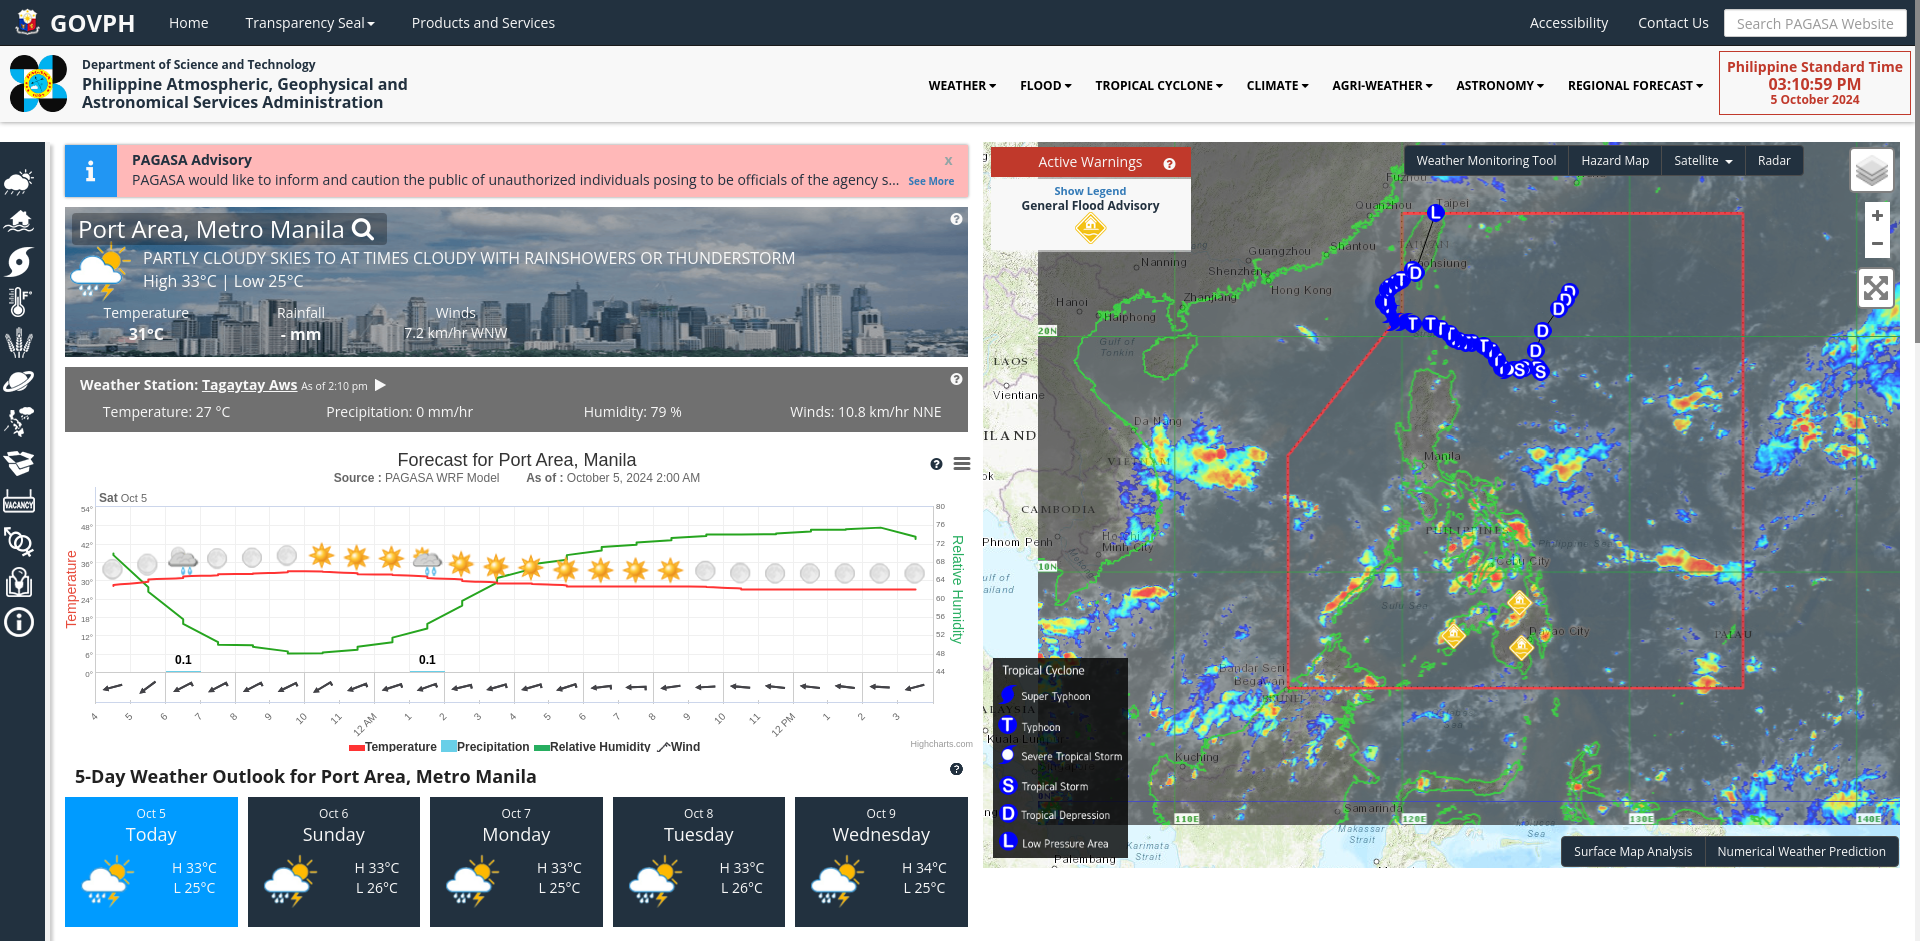 GOVPH
Home
Transparency Seal
Products and Services
Accessibility
Contact Us
Search PAGASA Website
Department of Science and Technology
Philippine Atmospheric, Geophysical and
Astronomical Services Administration
WEATHER
FLOOD
TROPICAL CYCLONE
CLIMATE
AGRI-WEATHER
ASTRONOMY
REGIONAL FORECAST
Philippine Standard Time
03:10:59 PM
5 October 2024
VACANCY
PAGASA Advisory
x
PAGASA would like to inform and caution the public of unauthorized individuals posing to be officials of the agency s...
See More
Port Area, Metro Manila
PARTLY CLOUDY SKIES TO AT TIMES CLOUDY WITH RAINSHOWERS OR THUNDERSTORM
High 33°C | Low 25°C
Temperature
31°C
Rainfall
- mm
Winds
7.2 km/hr WNW
Weather Station: Tagaytay Aws As of 2:10 pm
Temperature: 27 °C
Precipitation: 0 mm/hr
Humidity: 79 %
Winds: 10.8 km/hr NNE
Forecast for Port Area, Manila
Source : PAGASA WRF Model As of : October 5, 2024 2:00 AM
Sat Oct 5
Temperature
54°
48°
42°
36°
30°
24°
18°
12°
6°
0°
80
76
72
68
64
60
56
52
48
44
Relative Humidity
0.1
0.1
4 5 6 7 8 9 10 11 12 AM 1 2 3 4 5 6 7 8 9 10 11 12 PM 1 2 3
Temperature Precipitation Relative Humidity Wind
Highcharts.com
5-Day Weather Outlook for Port Area, Metro Manila
Oct 5
Today
H 33°C
L 25°C
Oct 6
Sunday
H 33°C
L 26°C
Oct 7
Monday
H 33°C
L 25°C
Oct 8
Tuesday
H 33°C
L 26°C
Oct 9
Wednesday
H 34°C
L 25°C
Active Warnings
Show Legend
General Flood Advisory
Weather Monitoring Tool
Hazard Map
Satellite
Radar
+
−
Fuzhou
Quanzhou
Taipei
TAIWAN
Guangzhou
Shantou
Nanning
Shenzhen
Hong Kong
Zhanjiang
Hanoi
Haiphong
20N
Gulf of
Tonkin
LAOS
Vientiane
Da Nang
VIETNAM
Manila
CAMBODIA
Phnom Penh
Minh City
10N
PHILIPPINE
Cebu City
Sulu Sea
Davao City
PALAU
Bandar Seri
Begawan
Kuching
Samarinda
110E
120E
130E
140E
Makassar
Strait
Karimata
Strait
Palembang
Tropical Cyclone
Super Typhoon
T Typhoon
Severe Tropical Storm
S Tropical Storm
D Tropical Depression
L Low Pressure Area
Surface Map Analysis
Numerical Weather Prediction